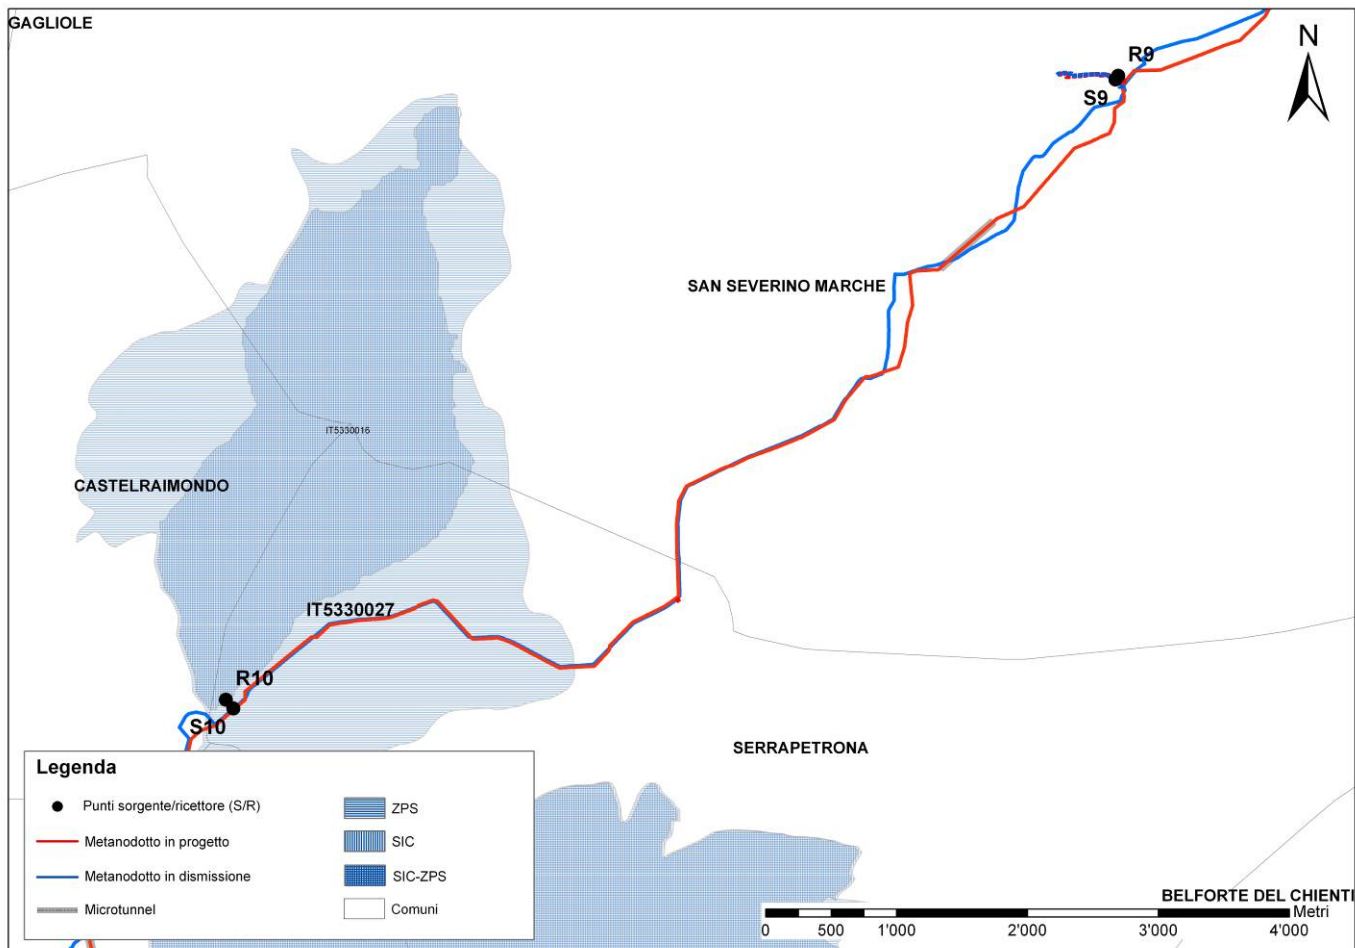 GAGLIOLE
R9
N
S9
SAN SEVERINO MARCHE
IT5330016
CASTELRAIMONDO
IT5330027
R10
S10
SERRAPETRONA
Legenda
Punti sorgente/ricettore (S/R)
Metanodotto in progetto
Metanodotto in dismissione
Microtunnel
ZPS
SIC
SIC-ZPS
Comuni
BELFORTE DEL CHIENTI
Metri
0 500 1'000 2'000 3'000 4'000